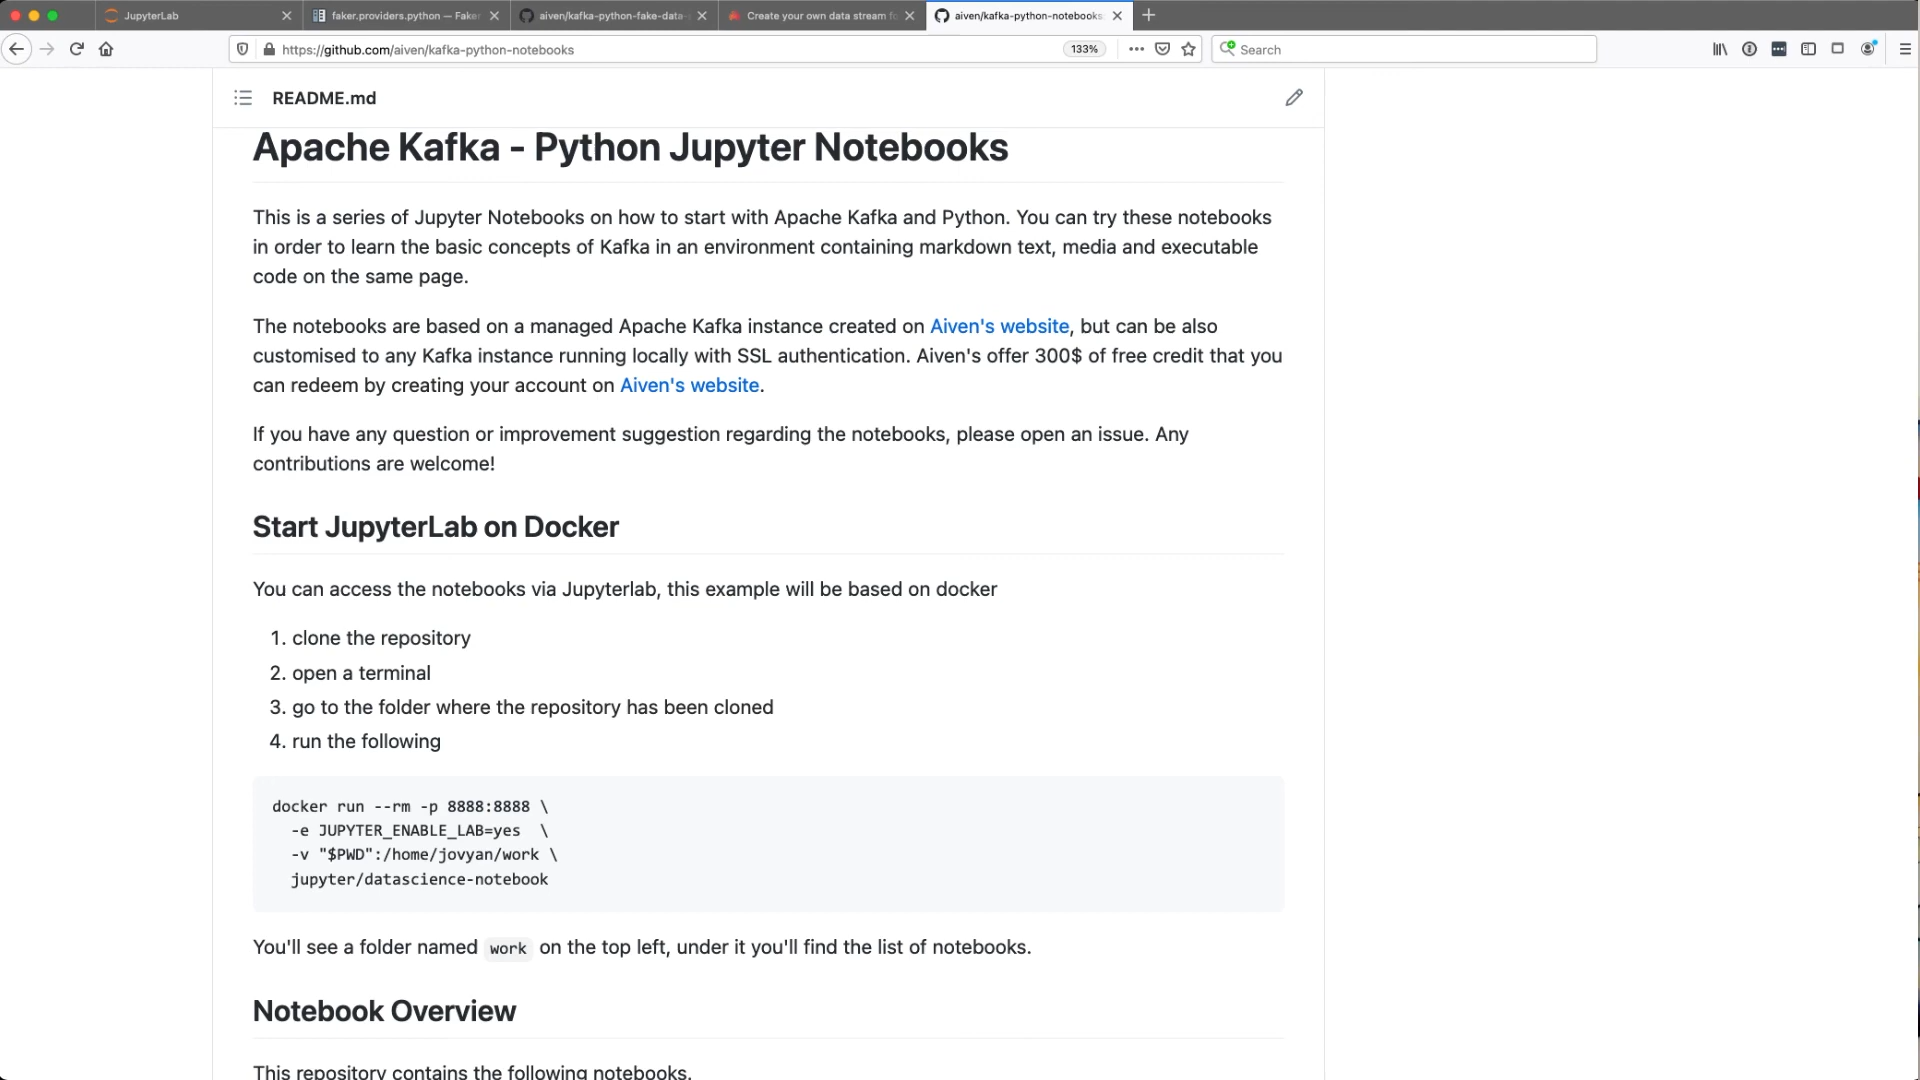 JupyterLab
faker.providers.python — Faker
aiven/kafka-python-fake-data-
Create your own data stream fo
aiven/kafka-python-notebooks
https://github.com/aiven/kafka-python-notebooks
133%
Search
README.md
Apache Kafka - Python Jupyter Notebooks
This is a series of Jupyter Notebooks on how to start with Apache Kafka and Python. You can try these notebooks
in order to learn the basic concepts of Kafka in an environment containing markdown text, media and executable
code on the same page.
The notebooks are based on a managed Apache Kafka instance created on Aiven's website, but can be also
customised to any Kafka instance running locally with SSL authentication. Aiven's offer 300$ of free credit that you
can redeem by creating your account on Aiven's website.
If you have any question or improvement suggestion regarding the notebooks, please open an issue. Any
contributions are welcome!
Start JupyterLab on Docker
You can access the notebooks via Jupyterlab, this example will be based on docker
1. clone the repository
2. open a terminal
3. go to the folder where the repository has been cloned
4. run the following
docker run --rm -p 8888:8888 \
-e JUPYTER_ENABLE_LAB=yes \
-v "$PWD":/home/jovyan/work \
jupyter/datascience-notebook
You'll see a folder named work on the top left, under it you'll find the list of notebooks.
Notebook Overview
This repository contains the following notebooks.